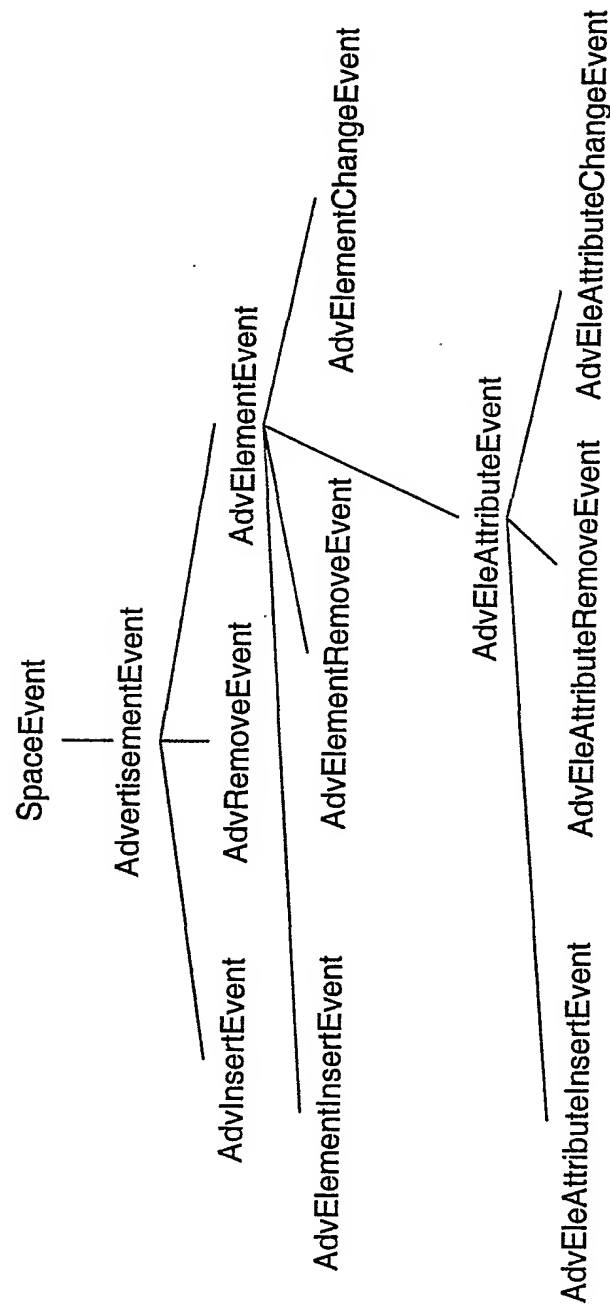 SpaceEvent
AdvertisementEvent
AdvInsertEvent
AdvRemoveEvent
AdvElementEvent
AdvElementInsertEvent
AdvElementRemoveEvent
AdvElementChangeEvent
AdvEleAttributeEvent
AdvEleAttributeInsertEvent
AdvEleAttributeRemoveEvent
AdvEleAttributeChangeEvent